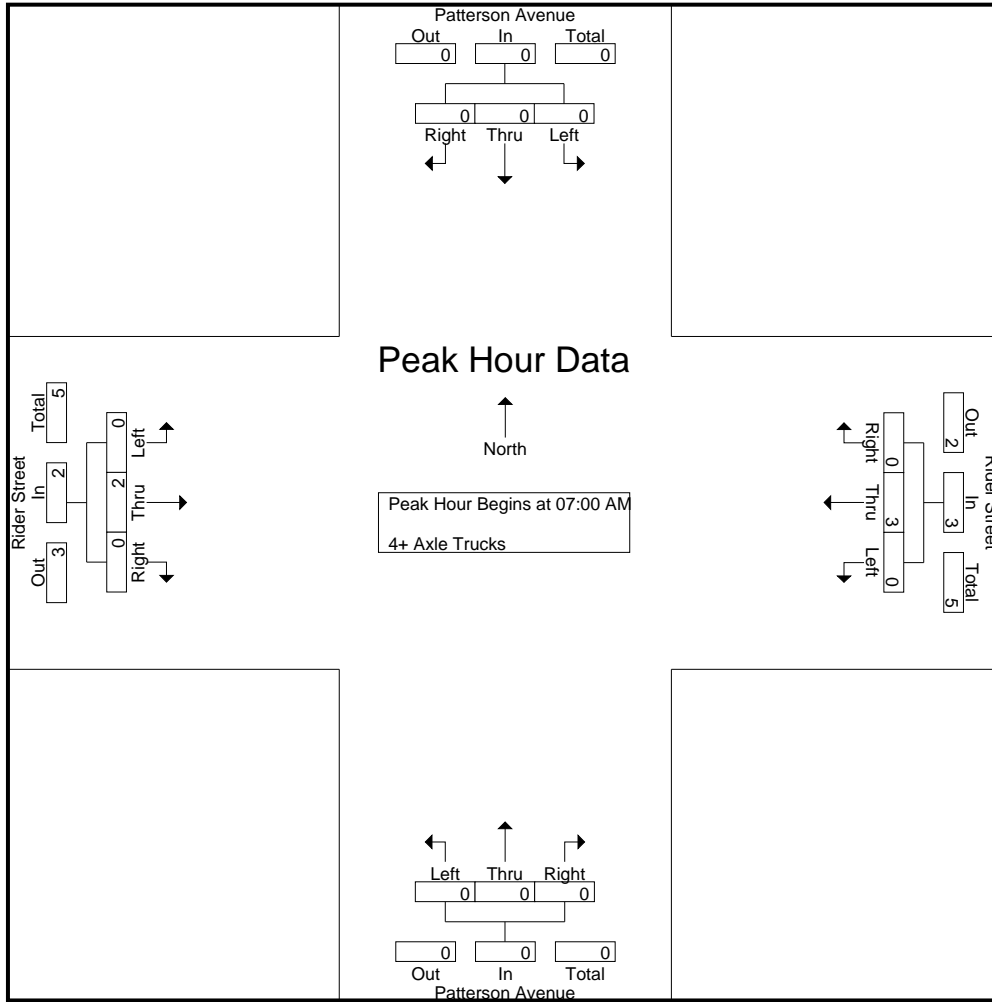 Patterson Avenue
Out In Total
0 0 0
0 0 0
Right Thru Left
Peak Hour Data
North
Peak Hour Begins at 07:00 AM
4+ Axle Trucks
Rider Street
Total In Out
5 2 3
0 2 0
Left Thru Right
Rider Street
Out In Total
2 3 5
0 3 0
Right Thru Left
Left Thru Right
0 0 0
0 0 0
Out In Total
Patterson Avenue